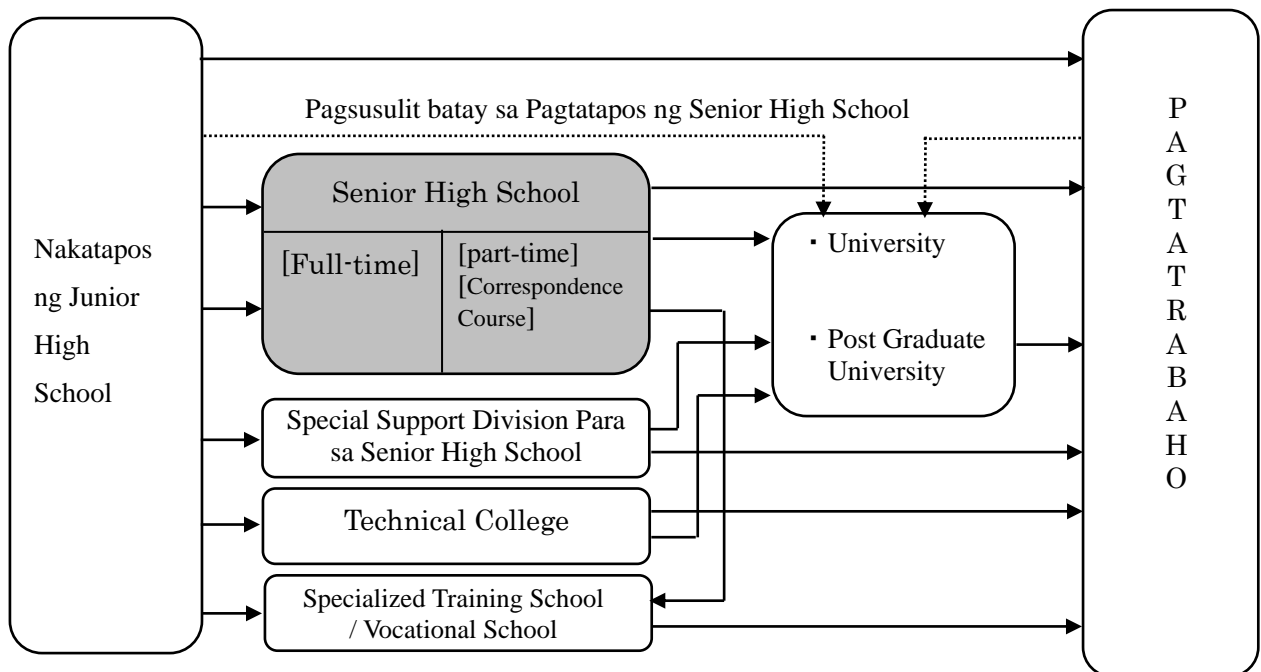 Nakatapos
ng Junior
High
School
Pagsusulit batay sa Pagtatapos ng Senior High School
Senior High School
[Full-time]
[part-time]
[Correspondence
Course]
Special Support Division Para
sa Senior High School
Technical College
Specialized Training School
/ Vocational School
・University
・Post Graduate
University
P
A
G
T
A
T
R
A
B
A
H
O